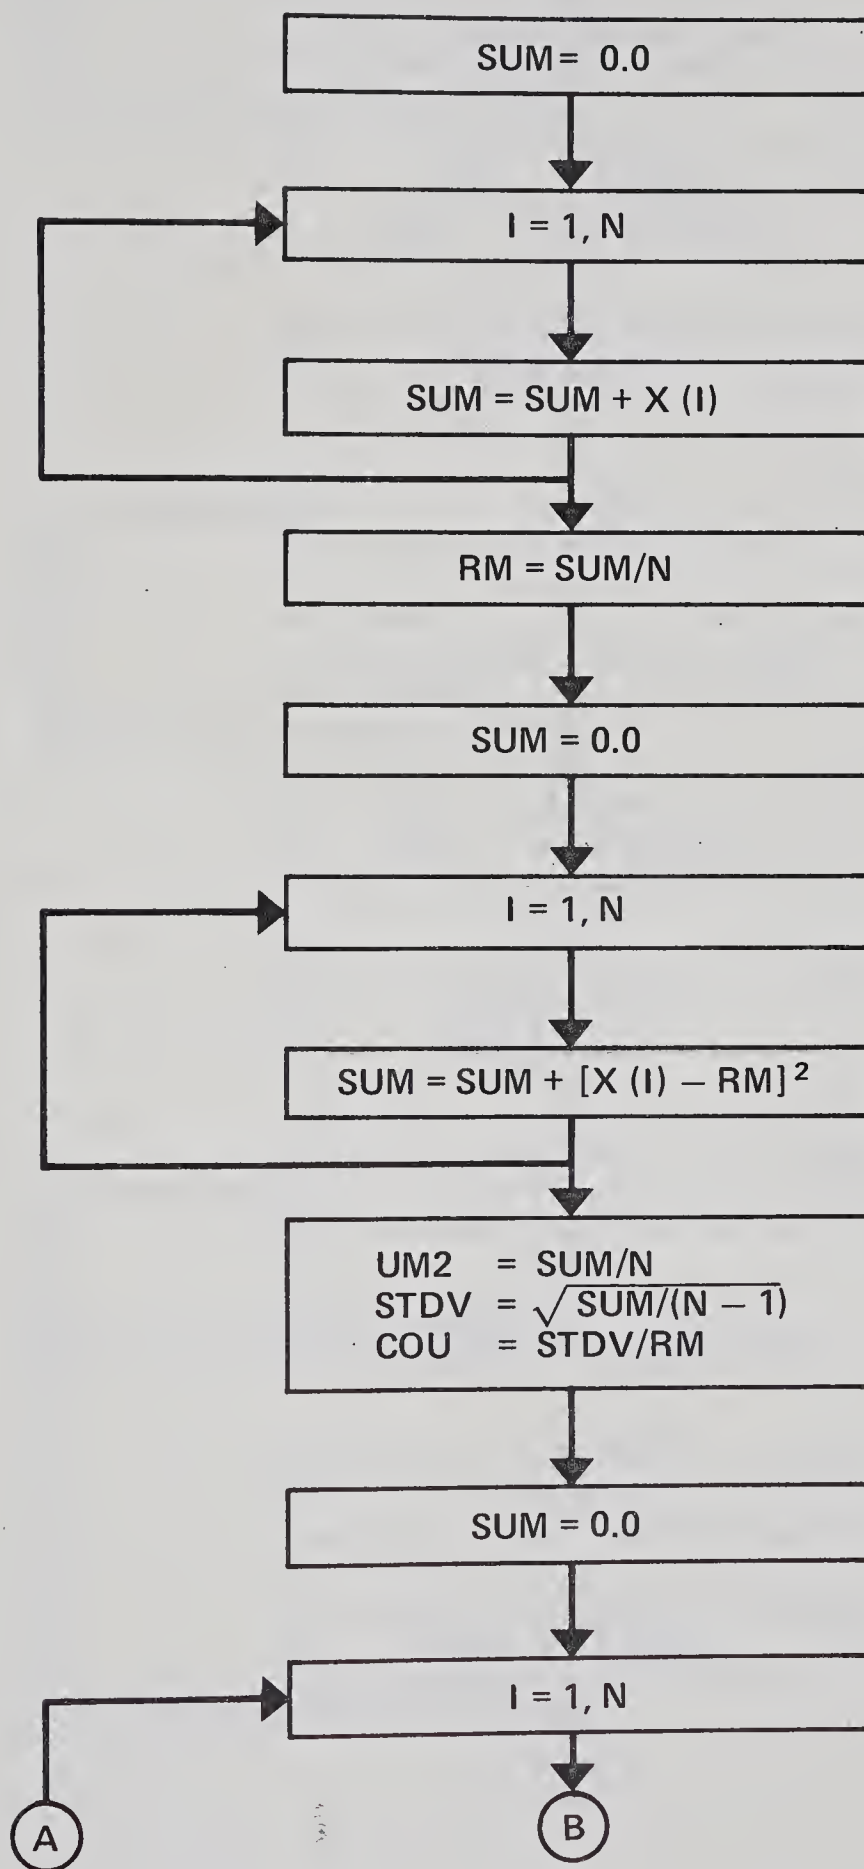 SUM = 0.0
I = 1, N
SUM = SUM + X (I)
RM = SUM/N
SUM = 0.0
I = 1, N
SUM = SUM + [X (I) – RM]²
UM2 = SUM/N
STDV = √SUM/(N – 1)
COU = STDV/RM
SUM = 0.0
I = 1, N
A
B